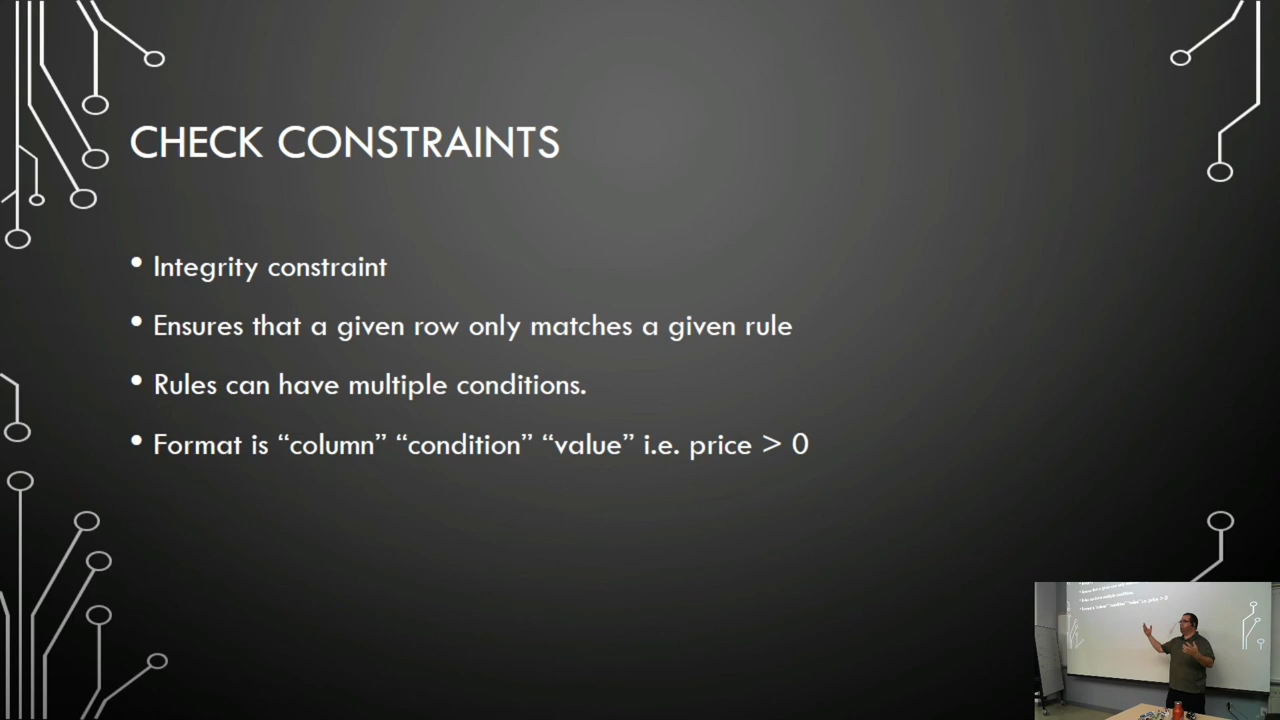 CHECK CONSTRAINTS
• Integrity constraint
• Ensures that a given row only matches a given rule
• Rules can have multiple conditions.
• Format is “column” “condition” “value” i.e. price > 0